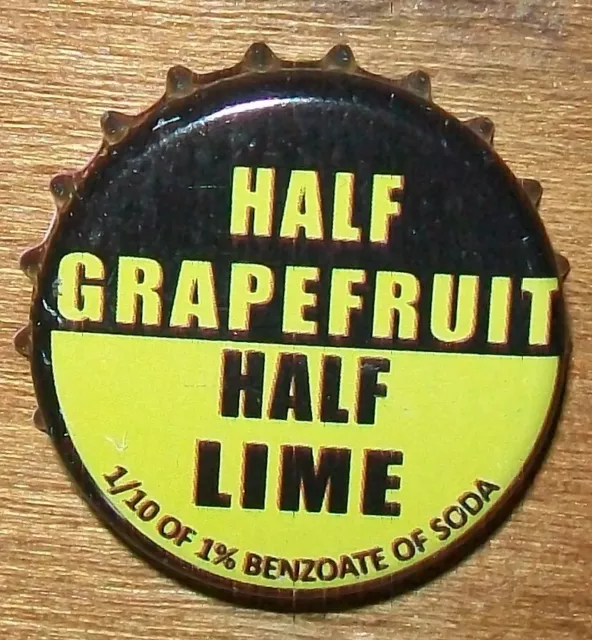 HALF
GRAPEFRUIT
HALF
LIME
1/10 OF 1% BENZOATE OF SODA